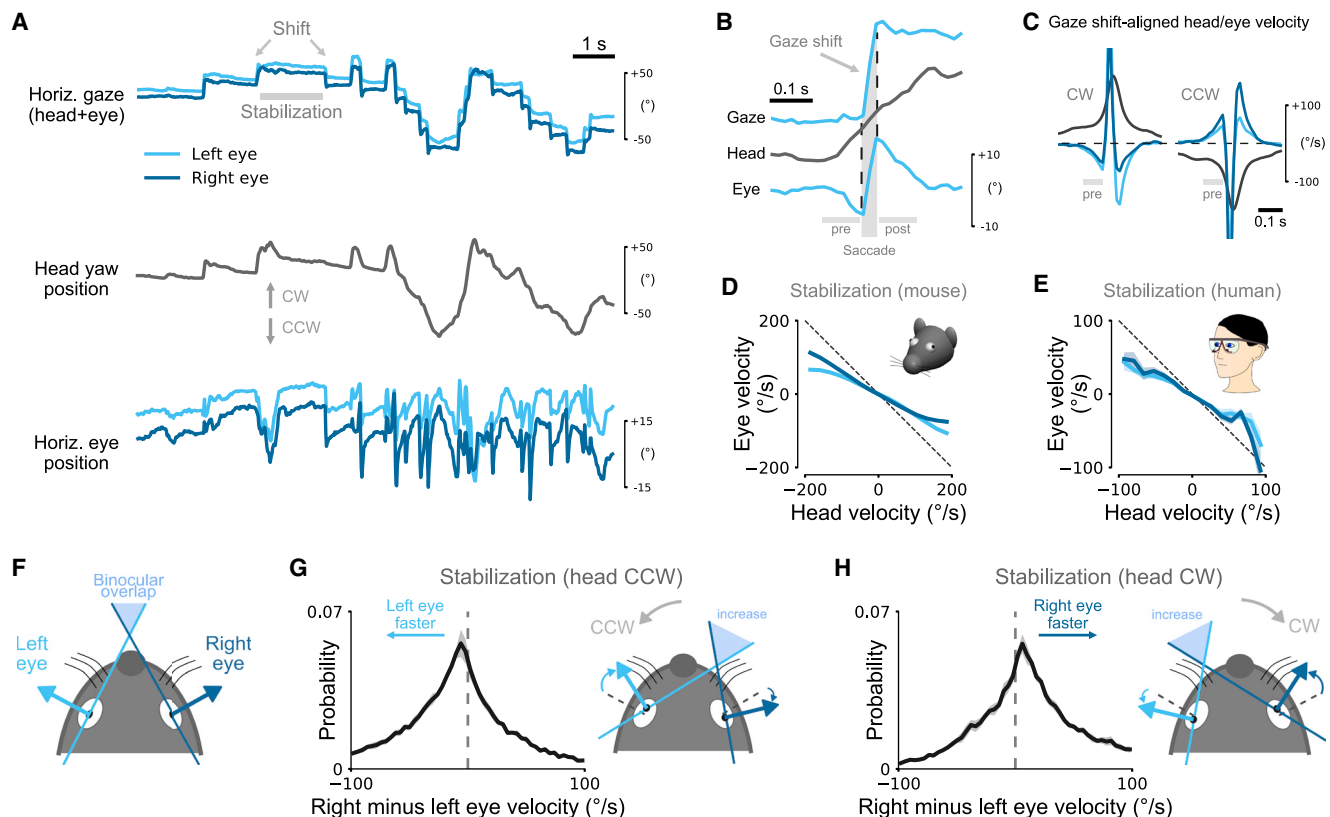 A
Shift
1 s
Horiz. gaze
(head+eye)
+50
(°)
-50
Stabilization
Left eye
Right eye
Head yaw
position
CW
CCW
+50
(°)
-50
Horiz. eye
position
+15
(°)
-15
B
Gaze shift
0.1 s
Gaze
Head
Eye
+10
(°)
-10
pre
post
Saccade
C
Gaze shift-aligned head/eye velocity
CW
CCW
+100
(°/s)
-100
pre
pre
0.1 s
D
Stabilization (mouse)
Eye velocity
(°/s)
200
0
−200
−200
0
200
Head velocity (°/s)
E
Stabilization (human)
Eye velocity
(°/s)
100
0
−100
−100
0
100
Head velocity (°/s)
F
Binocular
overlap
Left
eye
Right
eye
G
Stabilization (head CCW)
0.07
Probability
0
Left eye
faster
CCW
increase
−100
100
Right minus left eye velocity (°/s)
H
Stabilization (head CW)
0.07
Probability
0
Right eye
faster
increase
CW
−100
100
Right minus left eye velocity (°/s)